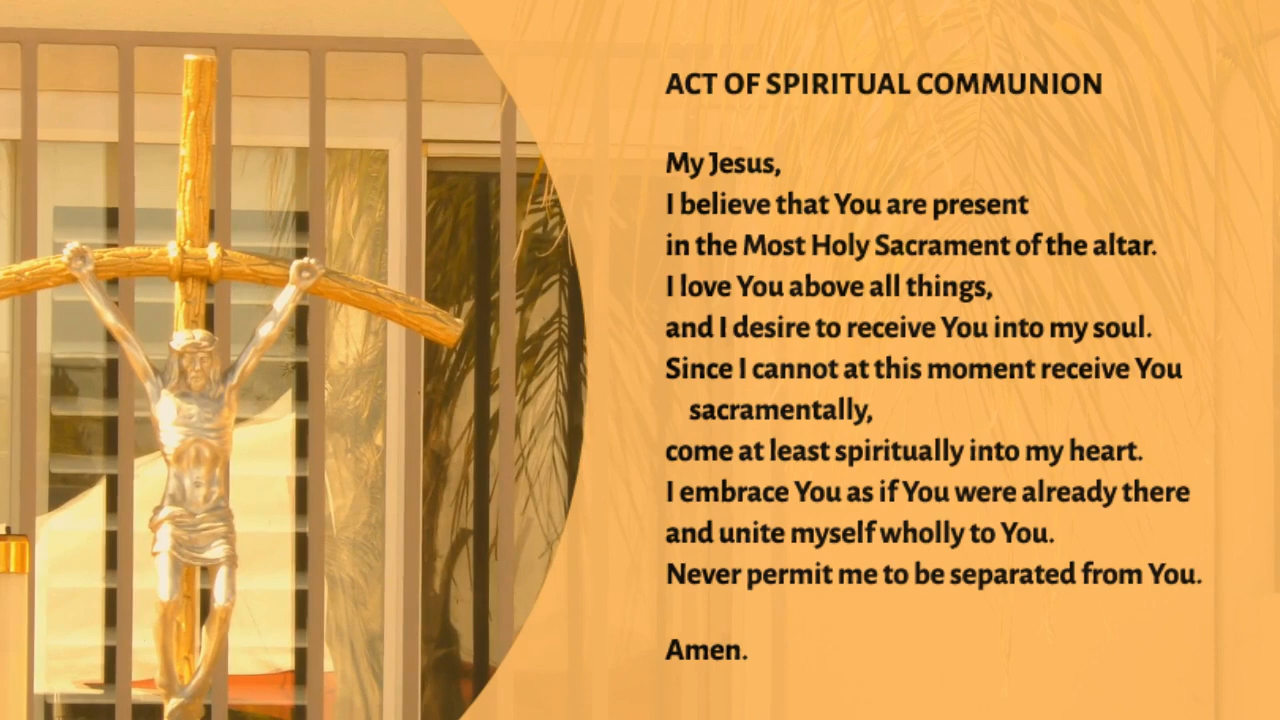 ACT OF SPIRITUAL COMMUNION
My Jesus,
I believe that You are present
in the Most Holy Sacrament of the altar.
I love You above all things,
and I desire to receive You into my soul.
Since I cannot at this moment receive You
sacramentally,
come at least spiritually into my heart.
I embrace You as if You were already there
and unite myself wholly to You.
Never permit me to be separated from You.
Amen.